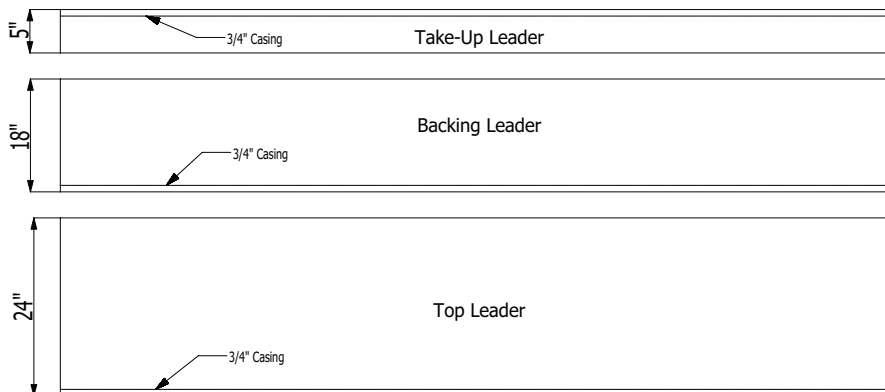 5"
3/4" Casing
Take-Up Leader
18"
Backing Leader
3/4" Casing
24"
Top Leader
3/4" Casing